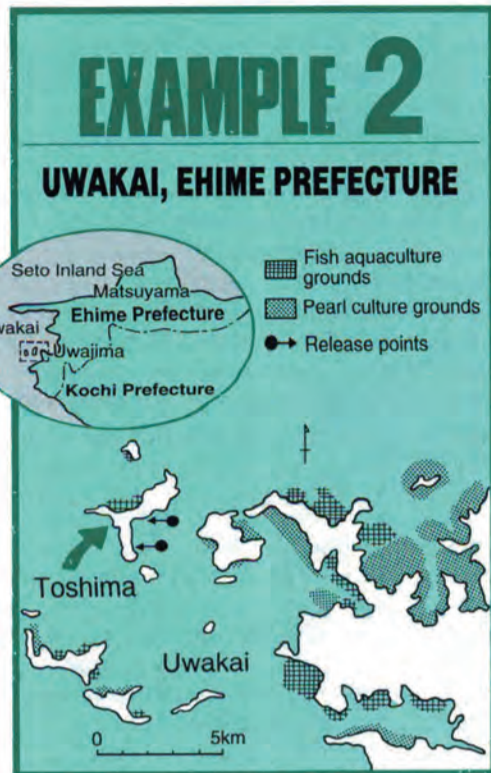 EXAMPLE 2
UWAKAI, EHIME PREFECTURE
Seto Inland Sea
Matsuyama
Ehime Prefecture
wakai
Uwajima
Kochi Prefecture
Fish aquaculture
grounds
Pearl culture grounds
Release points
Toshima
Uwakai
0 5km